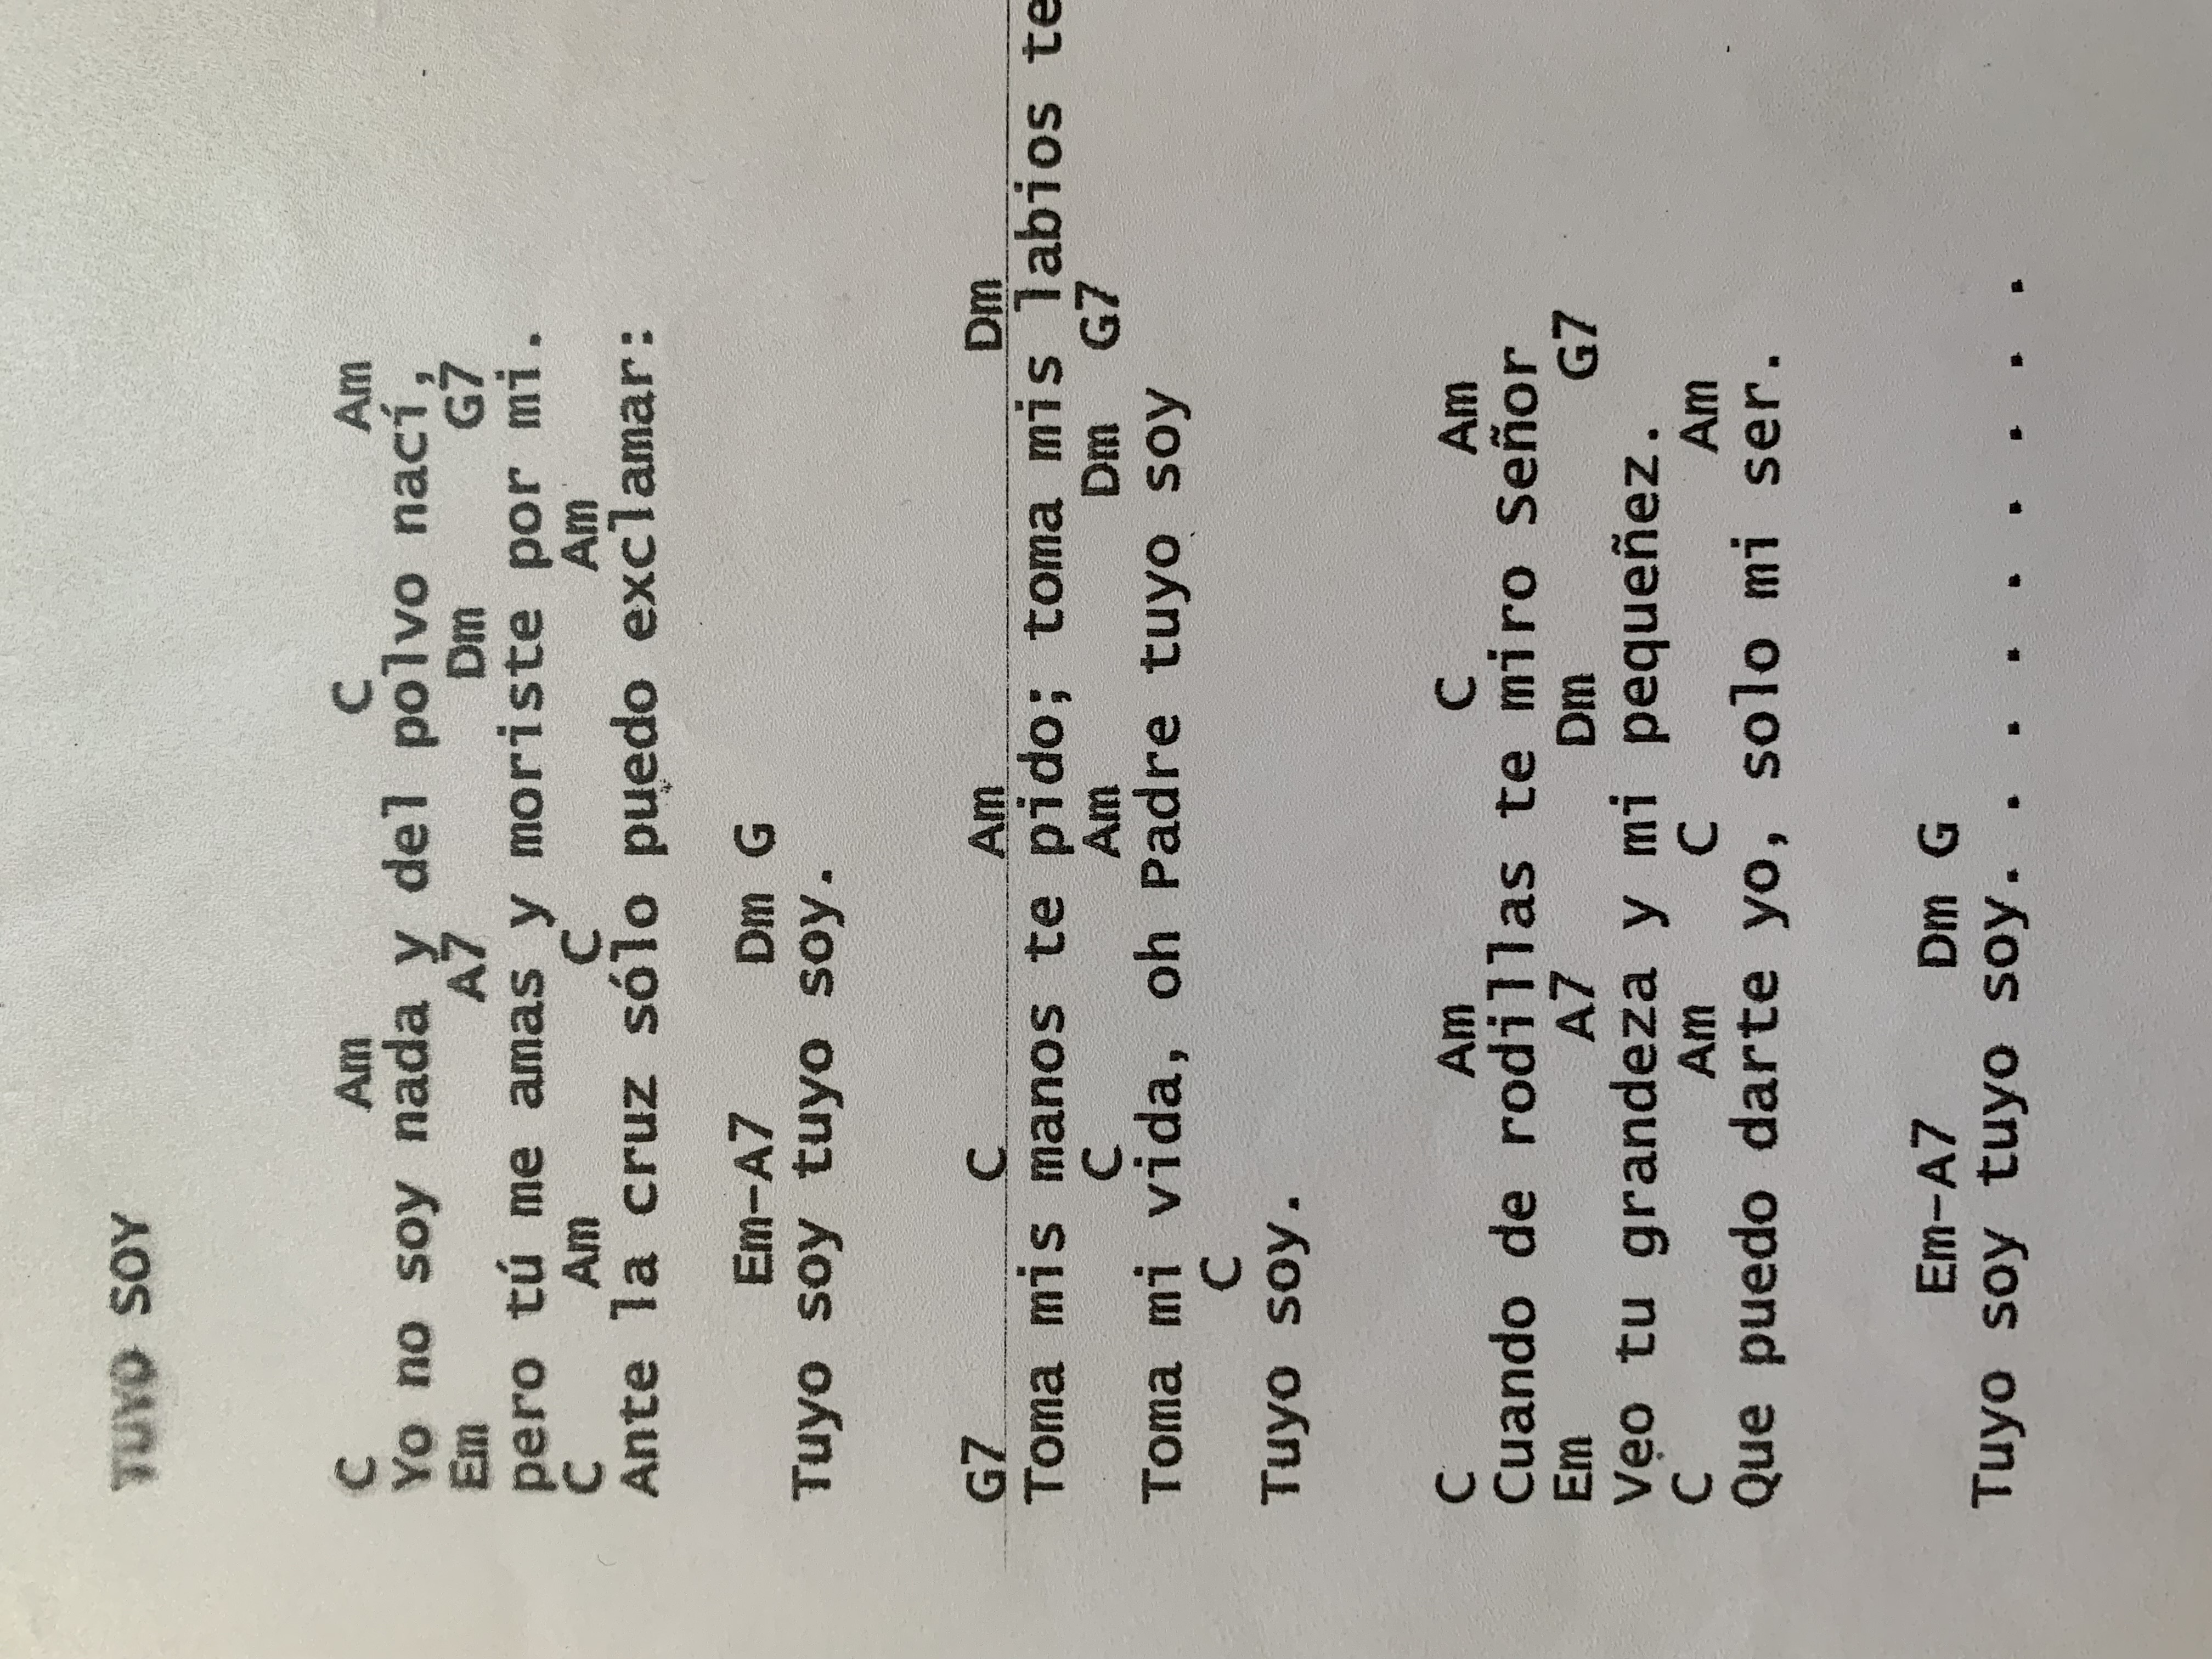 TUYO SOY
C Am C Am
Yo no soy nada y del polvo nací,
Em A7 Dm G7
pero tú me amas y moriste por mi.
C Am C Am
Ante la cruz sólo puedo exclamar:
Em-A7 Dm G
Tuyo soy tuyo soy.
G7 C Am Dm
Toma mis manos te pido; toma mis labios te
C Am Dm G7
Toma mi vida, oh Padre tuyo soy
C
Tuyo soy.
C Am C Am
Cuando de rodillas te miro Señor
Em A7 Dm G7
Veo tu grandeza y mi pequeñez.
C Am C Am
Que puedo darte yo, solo mi ser.
Em-A7 Dm G
Tuyo soy tuyo soy. . . . . . . . .